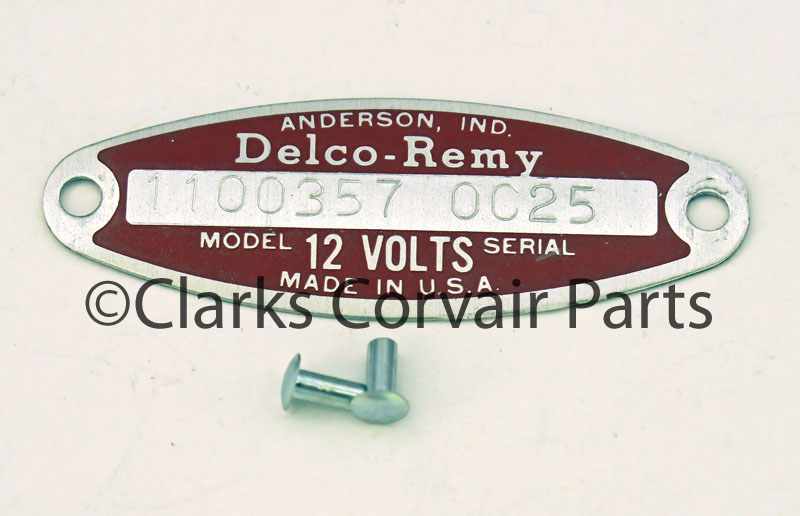 ANDERSON, IND.
Delco-Remy
1100357 0C25
MODEL 12 VOLTS SERIAL
MADE IN U.S.A.
©Clarks Corvair Parts